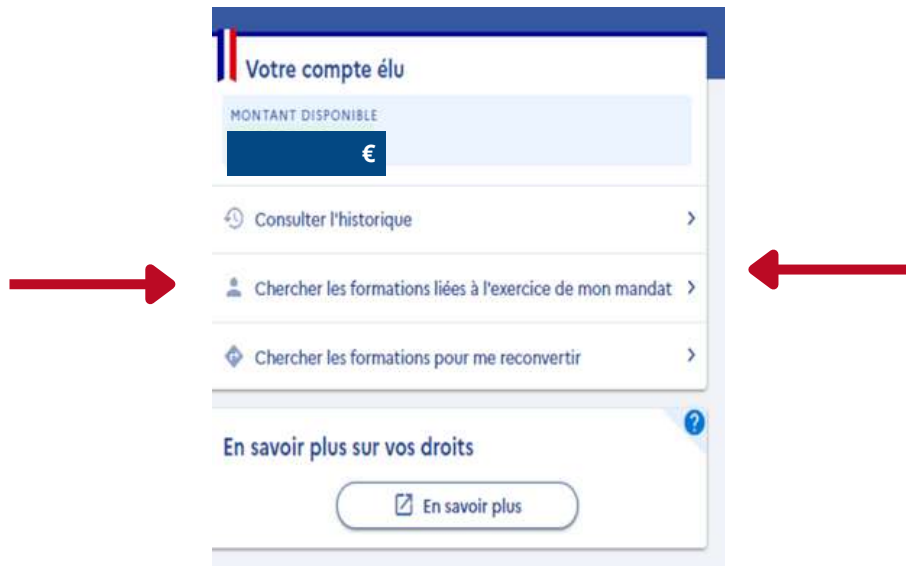 Votre compte élu
MONTANT DISPONIBLE
€
Consulter l'historique
Chercher les formations liées à l'exercice de mon mandat
Chercher les formations pour me reconvertir
En savoir plus sur vos droits
?
En savoir plus